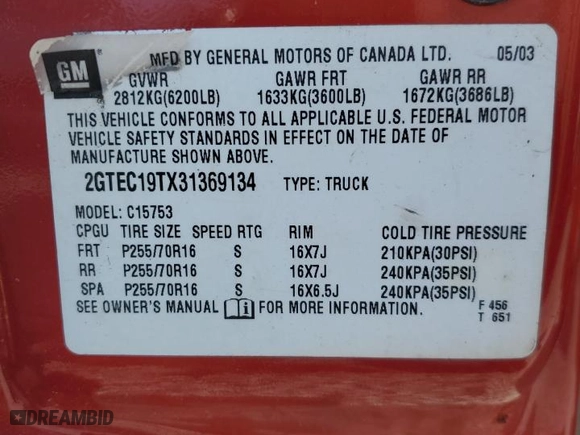 GM
MFD BY GENERAL MOTORS OF CANADA LTD. 05/03
GVWR GAWR FRT GAWR RR
2812KG(6200LB) 1633KG(3600LB) 1672KG(3686LB)
THIS VEHICLE CONFORMS TO ALL APPLICABLE U.S. FEDERAL MOTOR
VEHICLE SAFETY STANDARDS IN EFFECT ON THE DATE OF
MANUFACTURE SHOWN ABOVE.
2GTEC19TX31369134 TYPE: TRUCK
MODEL: C15753
CPGU TIRE SIZE SPEED RTG RIM COLD TIRE PRESSURE
FRT P255/70R16 S 16X7J 210KPA(30PSI)
RR P255/70R16 S 16X7J 240KPA(35PSI)
SPA P255/70R16 S 16X6.5J 240KPA(35PSI)
SEE OWNER'S MANUAL FOR MORE INFORMATION. F 456
T 651
DREAMBID